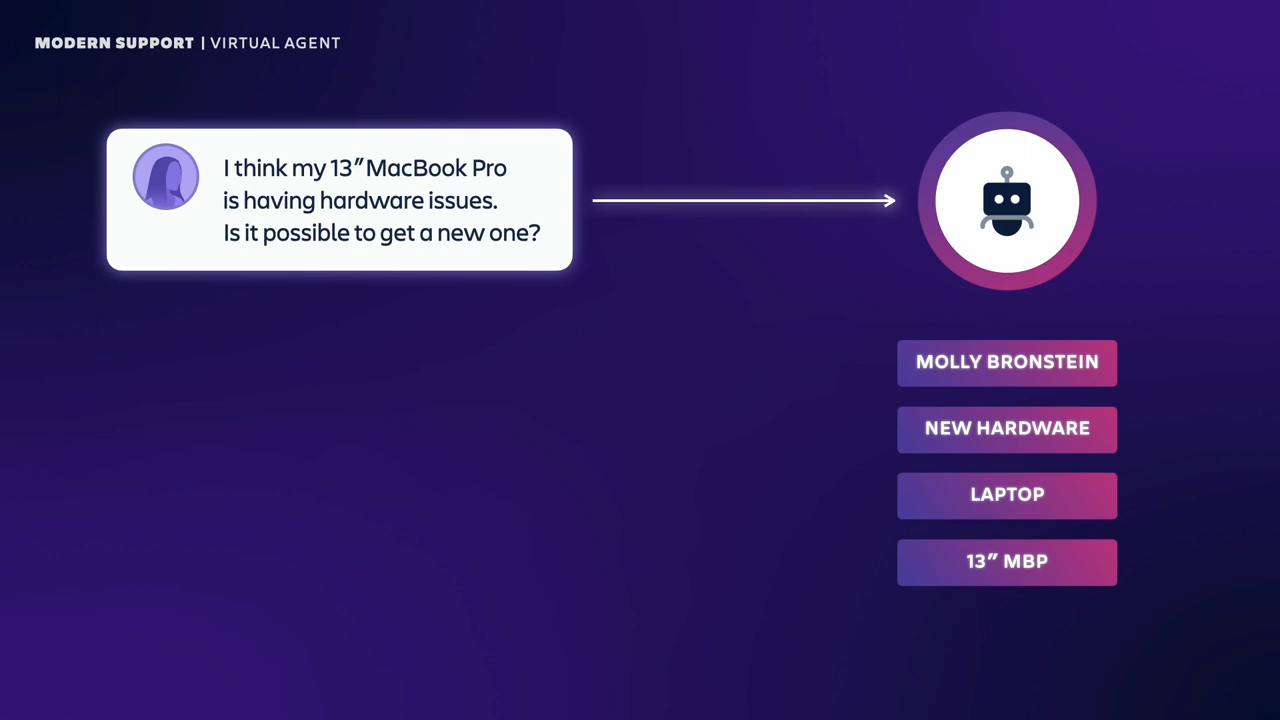 MODERN SUPPORT | VIRTUAL AGENT
I think my 13″ MacBook Pro
is having hardware issues.
Is it possible to get a new one?
MOLLY BRONSTEIN
NEW HARDWARE
LAPTOP
13″ MBP